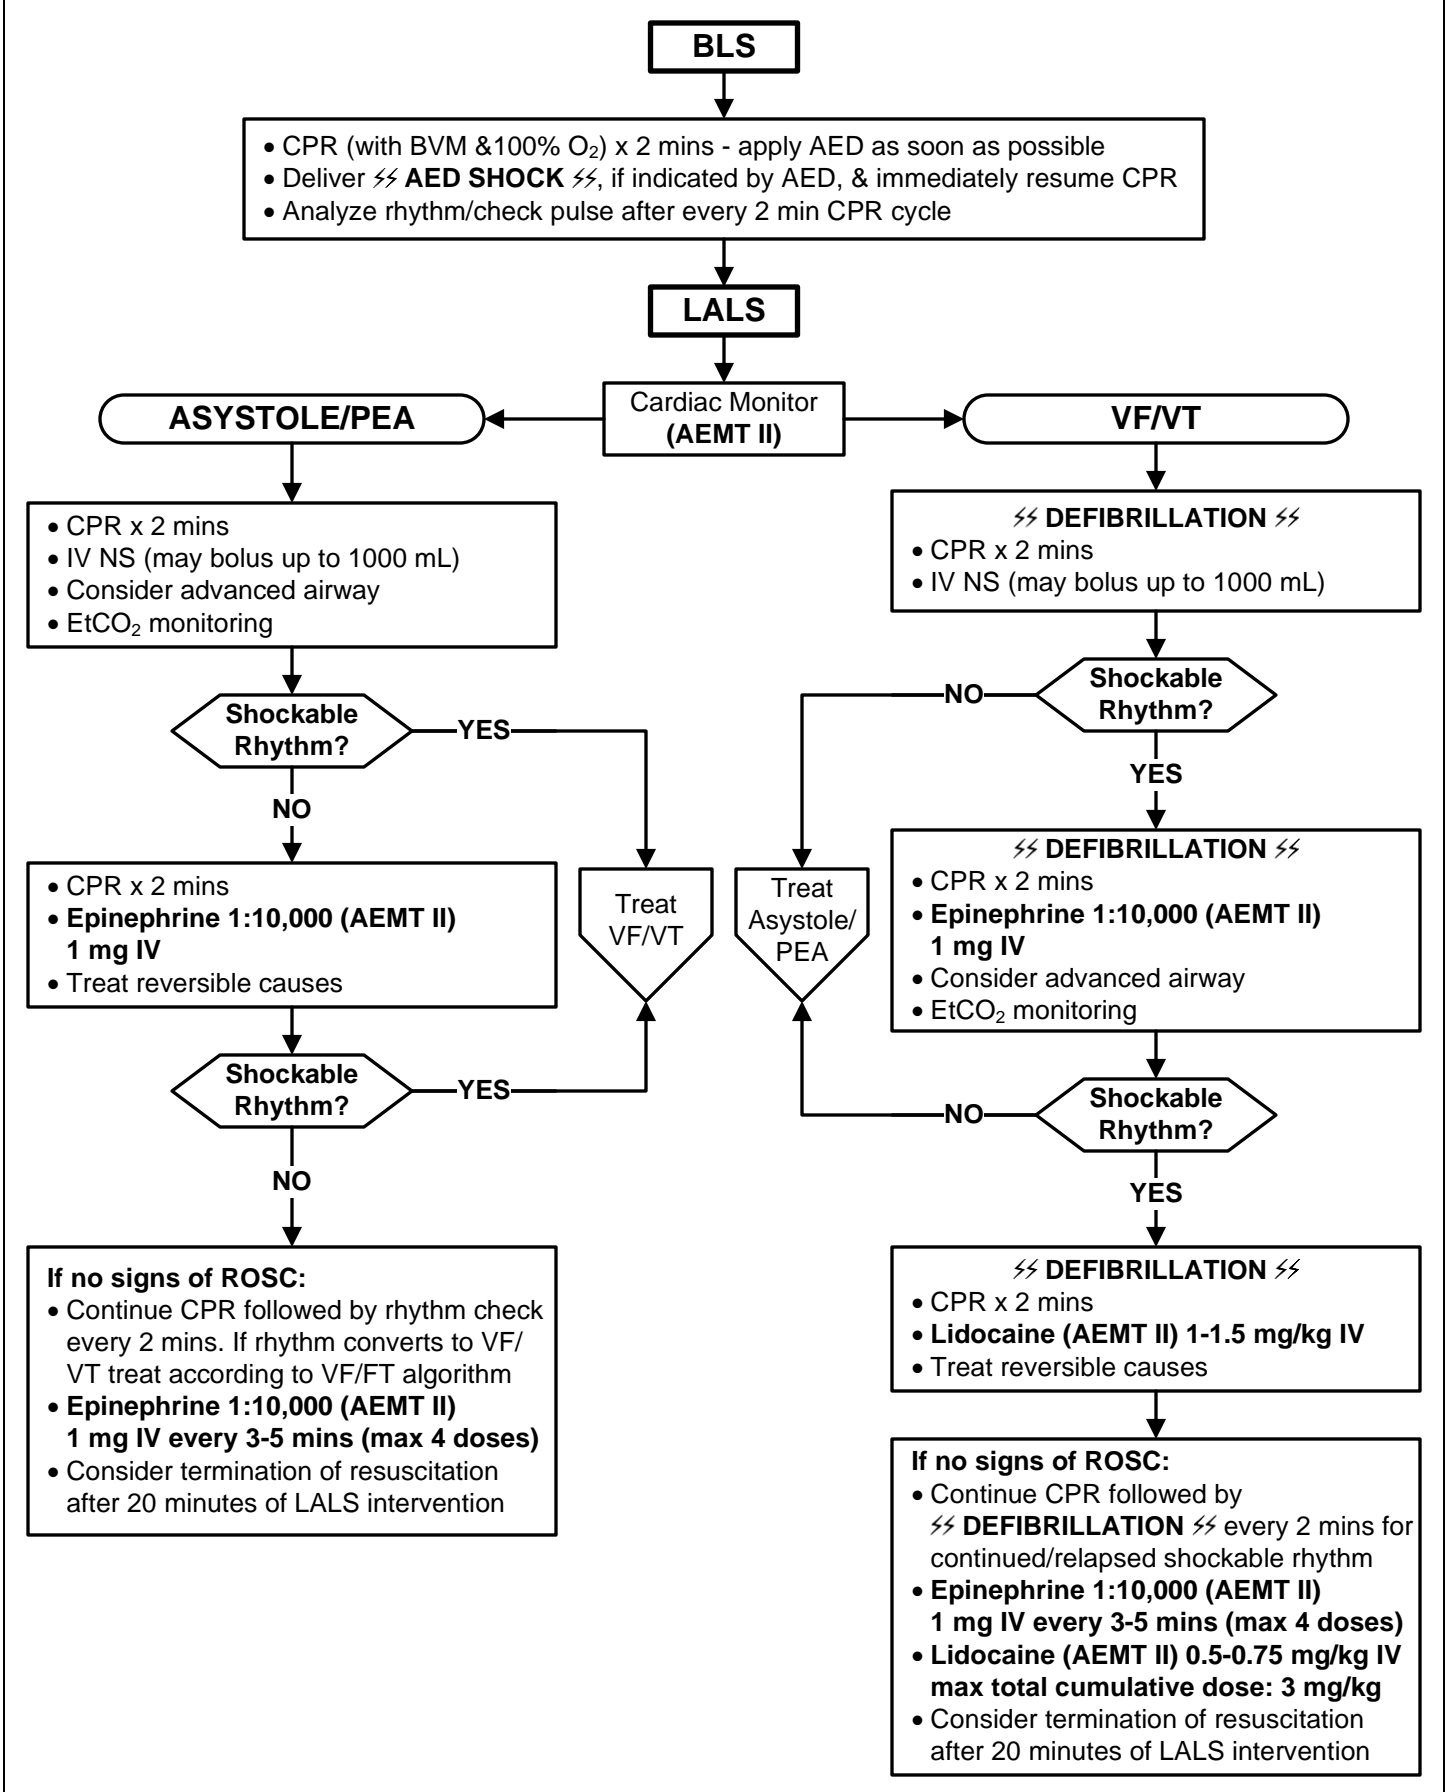 BLS
• CPR (with BVM &100% O₂) x 2 mins - apply AED as soon as possible
• Deliver ⚡⚡ AED SHOCK ⚡⚡, if indicated by AED, & immediately resume CPR
• Analyze rhythm/check pulse after every 2 min CPR cycle
LALS
Cardiac Monitor
(AEMT II)
ASYSTOLE/PEA
• CPR x 2 mins
• IV NS (may bolus up to 1000 mL)
• Consider advanced airway
• EtCO₂ monitoring
Shockable
Rhythm?
YES
NO
• CPR x 2 mins
• Epinephrine 1:10,000 (AEMT II)
1 mg IV
• Treat reversible causes
Treat
VF/VT
Shockable
Rhythm?
YES
NO
If no signs of ROSC:
• Continue CPR followed by rhythm check
every 2 mins. If rhythm converts to VF/
VT treat according to VF/FT algorithm
• Epinephrine 1:10,000 (AEMT II)
1 mg IV every 3-5 mins (max 4 doses)
• Consider termination of resuscitation
after 20 minutes of LALS intervention
VF/VT
⚡⚡ DEFIBRILLATION ⚡⚡
• CPR x 2 mins
• IV NS (may bolus up to 1000 mL)
Shockable
Rhythm?
NO
YES
Treat
Asystole/
PEA
⚡⚡ DEFIBRILLATION ⚡⚡
• CPR x 2 mins
• Epinephrine 1:10,000 (AEMT II)
1 mg IV
• Consider advanced airway
• EtCO₂ monitoring
Shockable
Rhythm?
NO
YES
⚡⚡ DEFIBRILLATION ⚡⚡
• CPR x 2 mins
• Lidocaine (AEMT II) 1-1.5 mg/kg IV
• Treat reversible causes
If no signs of ROSC:
• Continue CPR followed by
⚡⚡ DEFIBRILLATION ⚡⚡ every 2 mins for
continued/relapsed shockable rhythm
• Epinephrine 1:10,000 (AEMT II)
1 mg IV every 3-5 mins (max 4 doses)
• Lidocaine (AEMT II) 0.5-0.75 mg/kg IV
max total cumulative dose: 3 mg/kg
• Consider termination of resuscitation
after 20 minutes of LALS intervention